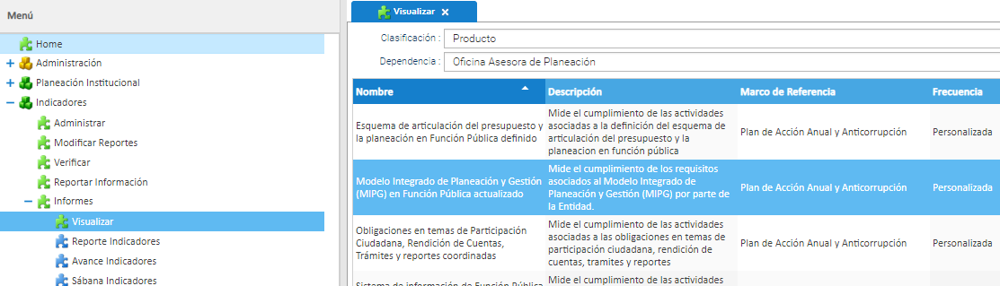 Menú
Home
Administración
Planeación Institucional
Indicadores
Administrar
Modificar Reportes
Verificar
Reportar Información
Informes
Visualizar
Reporte Indicadores
Avance Indicadores
Sábana Indicadores
Visualizar
Clasificación :
Producto
Dependencia :
Oficina Asesora de Planeación
Nombre
Descripción
Marco de Referencia
Frecuencia
Esquema de articulación del presupuesto y
la planeación en Función Pública definido
Mide el cumplimiento de las actividades
asociadas a la definición del esquema de
articulación del presupuesto y la
planeacion en función pública
Plan de Acción Anual y Anticorrupción
Personalizada
Modelo Integrado de Planeación y Gestión
(MIPG) en Función Pública actualizado
Mide el cumplimiento de los requisitos
asociados al Modelo Integrado de
Planeación y Gestión (MIPG) por parte de
la Entidad.
Plan de Acción Anual y Anticorrupción
Personalizada
Obligaciones en temas de Participación
Ciudadana, Rendición de Cuentas,
Trámites y reportes coordinadas
Mide el cumplimiento de las actividades
asociadas a las obligaciones en temas de
participación ciudadana, rendición de
cuentas, tramites y reportes
Plan de Acción Anual y Anticorrupción
Personalizada
Sistema de información de Función Pública
Mide el cumplimiento de las actividades